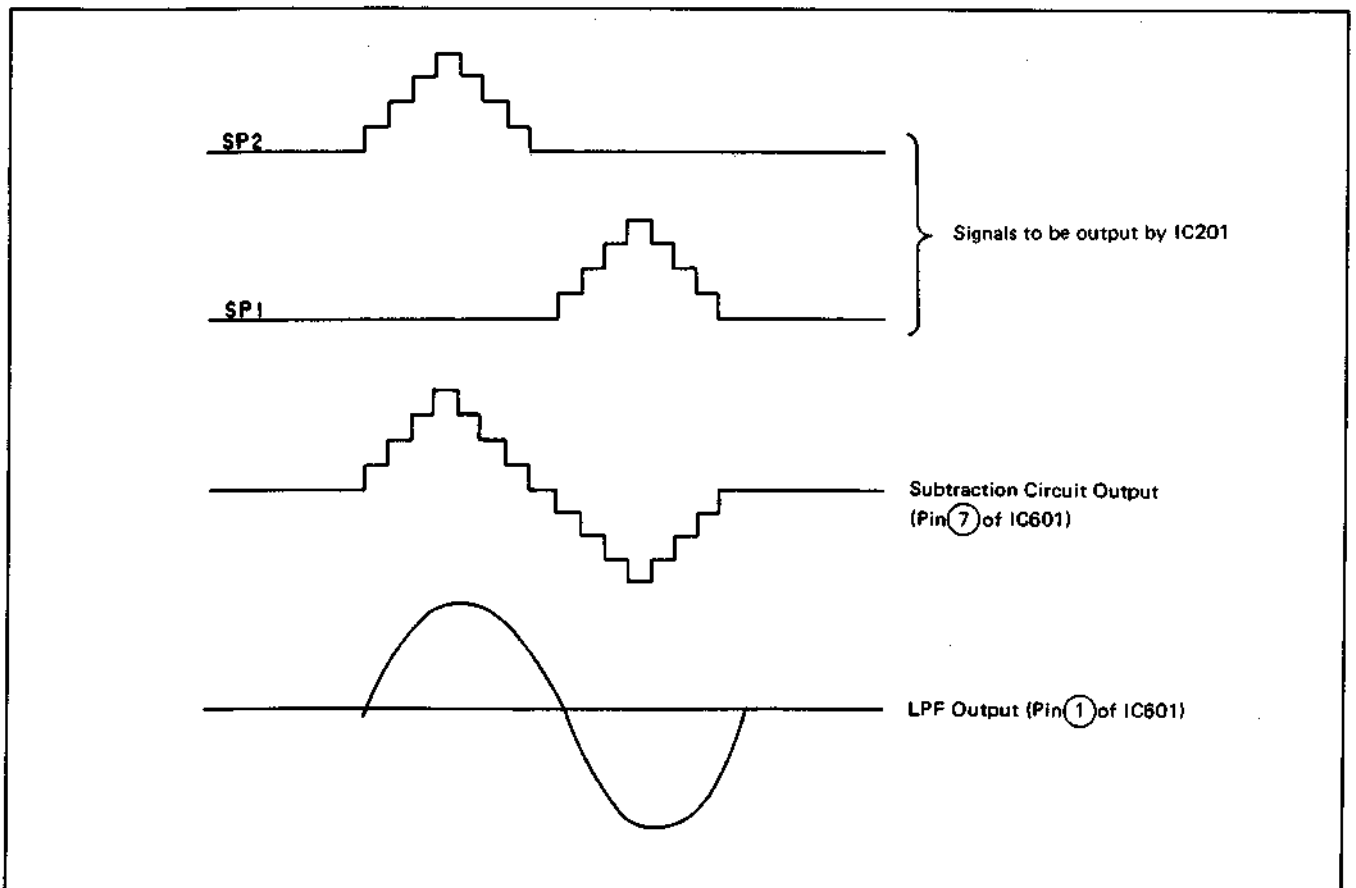 SP2
SP1
Signals to be output by IC201
Subtraction Circuit Output
(Pin 7 of IC601)
LPF Output (Pin 1 of IC601)